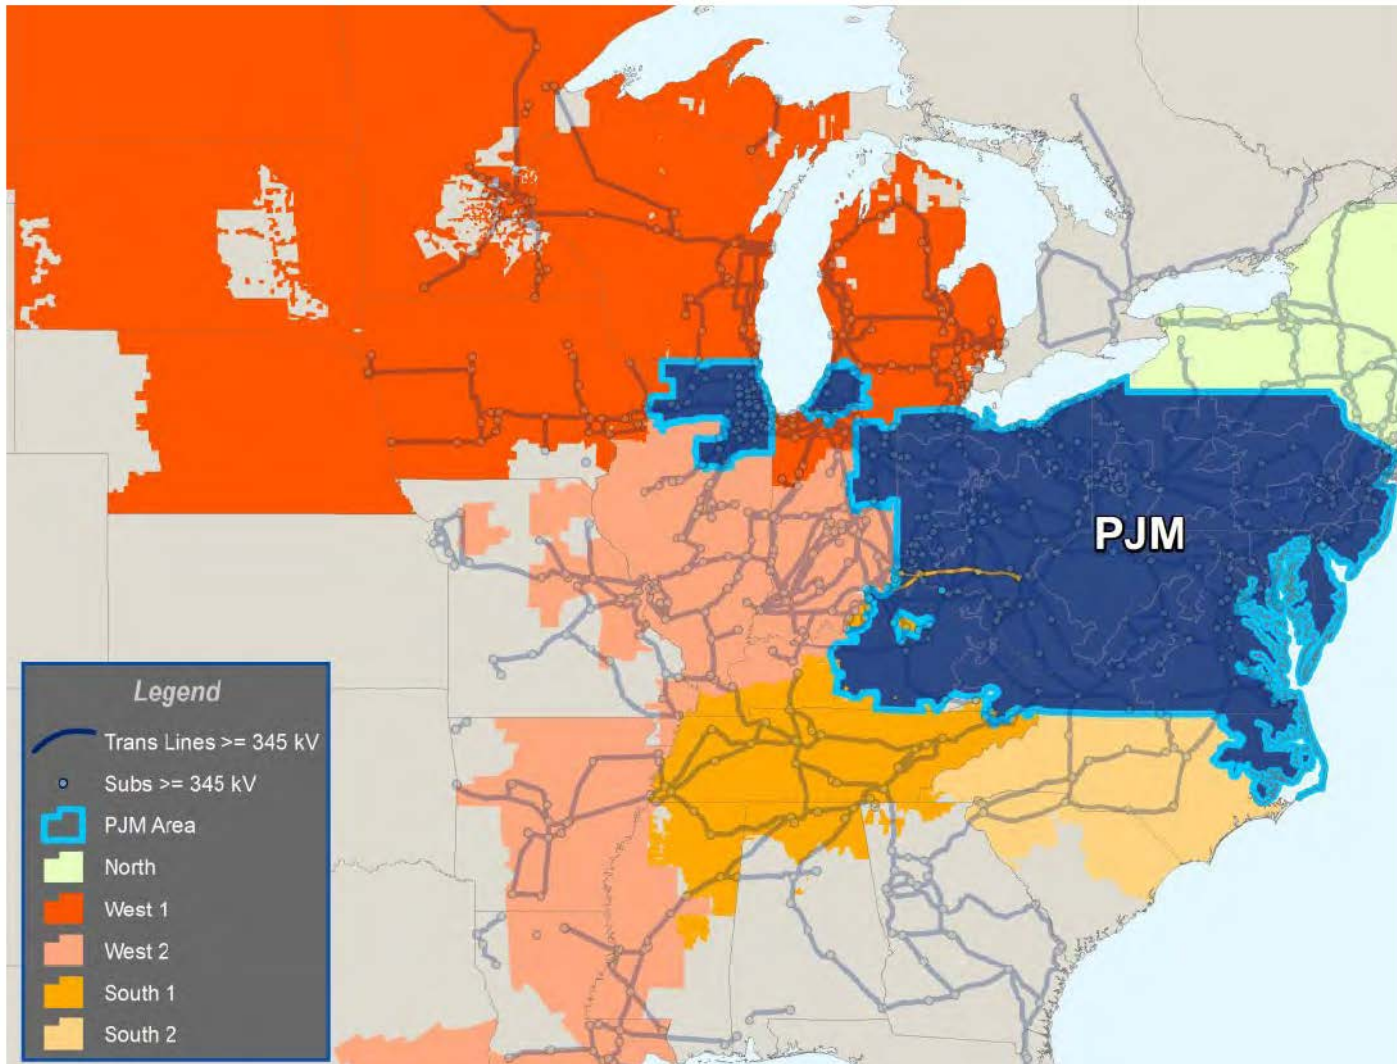 PJM
Legend
Trans Lines >= 345 kV
Subs >= 345 kV
PJM Area
North
West 1
West 2
South 1
South 2